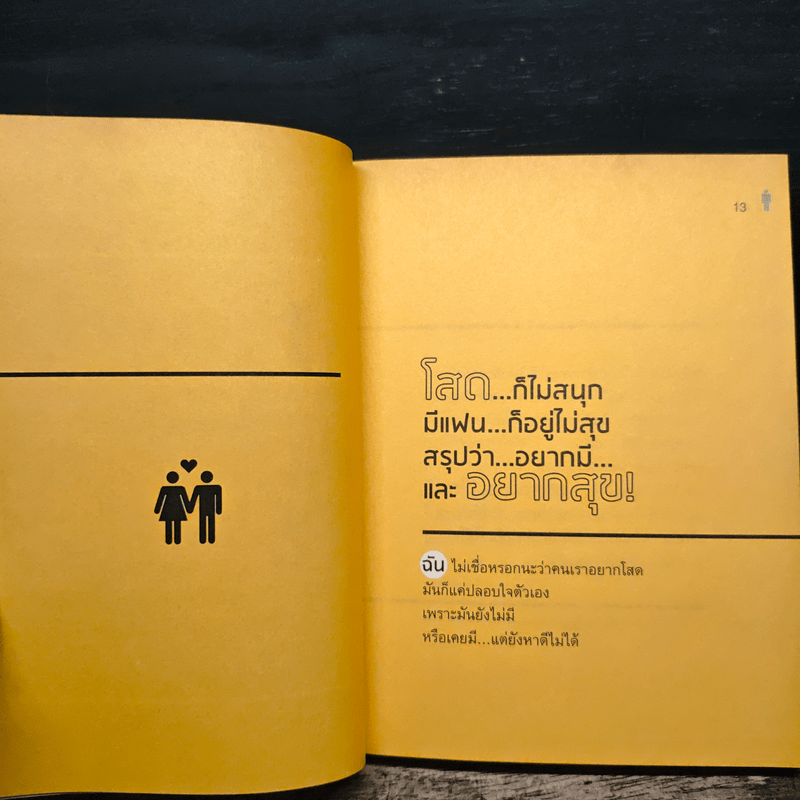 13
โสด...ก็ไม่สนุก
มีแฟน...ก็อยู่ไม่สุข
สรุปว่า...อยากมี...
และ อยากสุข!
ฉัน ไม่เชื่อหรอกนะว่าคนเราอยากโสด
มันก็แค่ปลอบใจตัวเอง
เพราะมันยังไม่มี
หรือเคยมี...แต่ยังหาดีไม่ได้